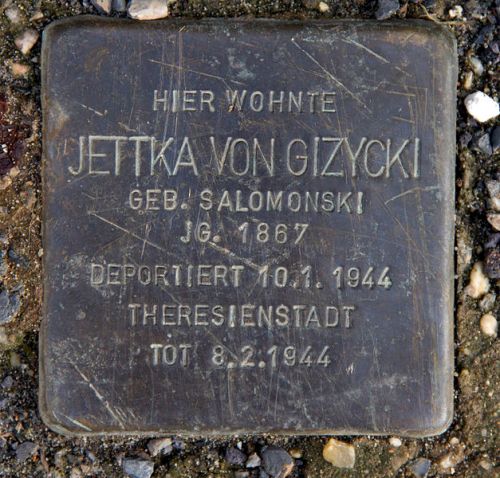 HIER WOHNTE
JETTKA VON GIZYCKI
GEB. SALOMONSKI
JG. 1867
DEPORTIERT 10.1. 1944
THERESIENSTADT
TOT 8.2.1944